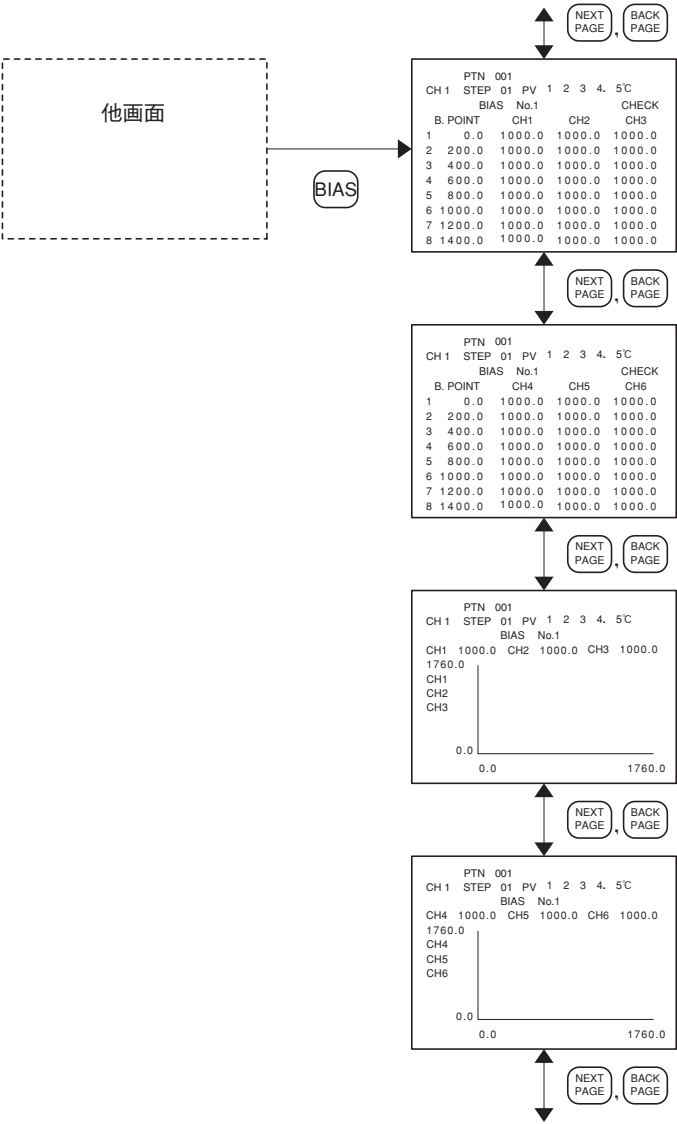 NEXT PAGE , BACK PAGE
他画面
BIAS
PTN 001
CH 1 STEP 01 PV 1 2 3 4. 5℃
BIAS No.1 CHECK
B. POINT CH1 CH2 CH3
1 0.0 1000.0 1000.0 1000.0
2 200.0 1000.0 1000.0 1000.0
3 400.0 1000.0 1000.0 1000.0
4 600.0 1000.0 1000.0 1000.0
5 800.0 1000.0 1000.0 1000.0
6 1000.0 1000.0 1000.0 1000.0
7 1200.0 1000.0 1000.0 1000.0
8 1400.0 1000.0 1000.0 1000.0
NEXT PAGE , BACK PAGE
PTN 001
CH 1 STEP 01 PV 1 2 3 4. 5℃
BIAS No.1 CHECK
B. POINT CH4 CH5 CH6
1 0.0 1000.0 1000.0 1000.0
2 200.0 1000.0 1000.0 1000.0
3 400.0 1000.0 1000.0 1000.0
4 600.0 1000.0 1000.0 1000.0
5 800.0 1000.0 1000.0 1000.0
6 1000.0 1000.0 1000.0 1000.0
7 1200.0 1000.0 1000.0 1000.0
8 1400.0 1000.0 1000.0 1000.0
NEXT PAGE , BACK PAGE
PTN 001
CH 1 STEP 01 PV 1 2 3 4. 5℃
BIAS No.1
CH1 1000.0 CH2 1000.0 CH3 1000.0
1760.0
CH1
CH2
CH3
0.0
0.0 1760.0
NEXT PAGE , BACK PAGE
PTN 001
CH 1 STEP 01 PV 1 2 3 4. 5℃
BIAS No.1
CH4 1000.0 CH5 1000.0 CH6 1000.0
1760.0
CH4
CH5
CH6
0.0
0.0 1760.0
NEXT PAGE , BACK PAGE